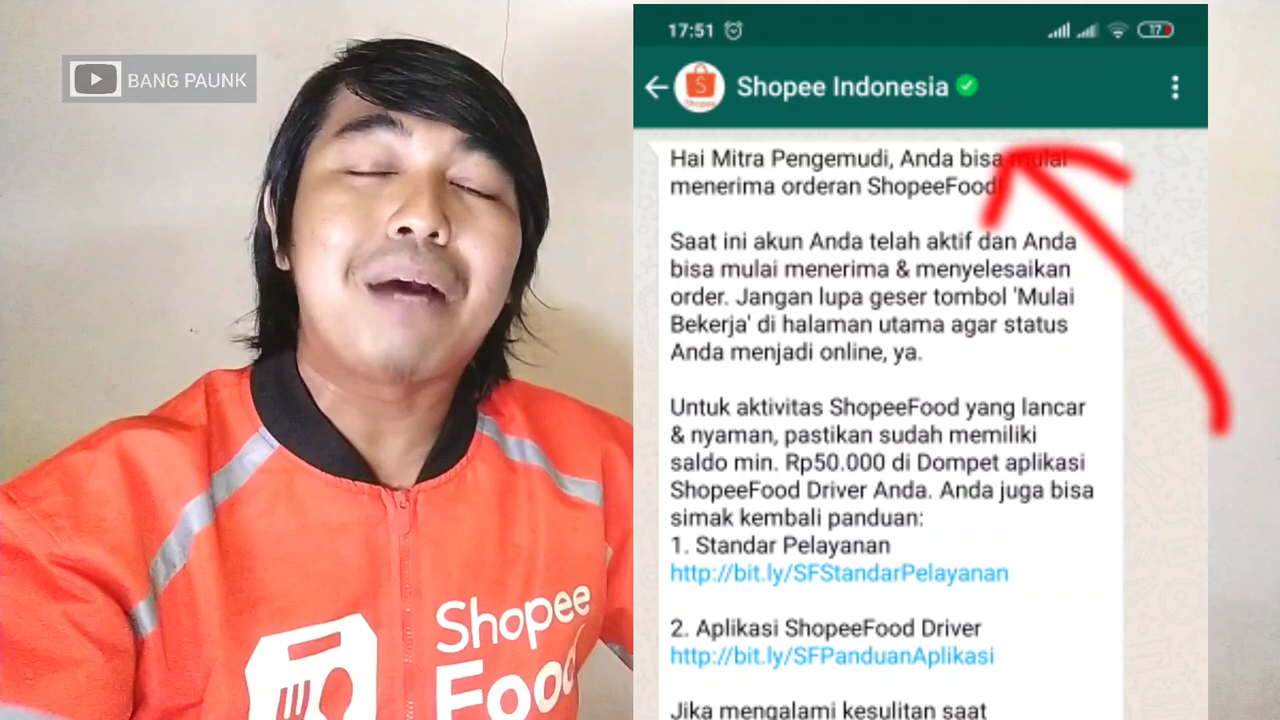 BANG PAUNK
17:51
17
Shopee Indonesia
Shopee
Hai Mitra Pengemudi, Anda bisa mulai
menerima orderan ShopeeFood!
Saat ini akun Anda telah aktif dan Anda
bisa mulai menerima & menyelesaikan
order. Jangan lupa geser tombol 'Mulai
Bekerja' di halaman utama agar status
Anda menjadi online, ya.
Untuk aktivitas ShopeeFood yang lancar
& nyaman, pastikan sudah memiliki
saldo min. Rp50.000 di Dompet aplikasi
ShopeeFood Driver Anda. Anda juga bisa
simak kembali panduan:
1. Standar Pelayanan
http://bit.ly/SFStandarPelayanan
2. Aplikasi ShopeeFood Driver
http://bit.ly/SFPanduanAplikasi
Jika mengalami kesulitan saat
Shopee
Food